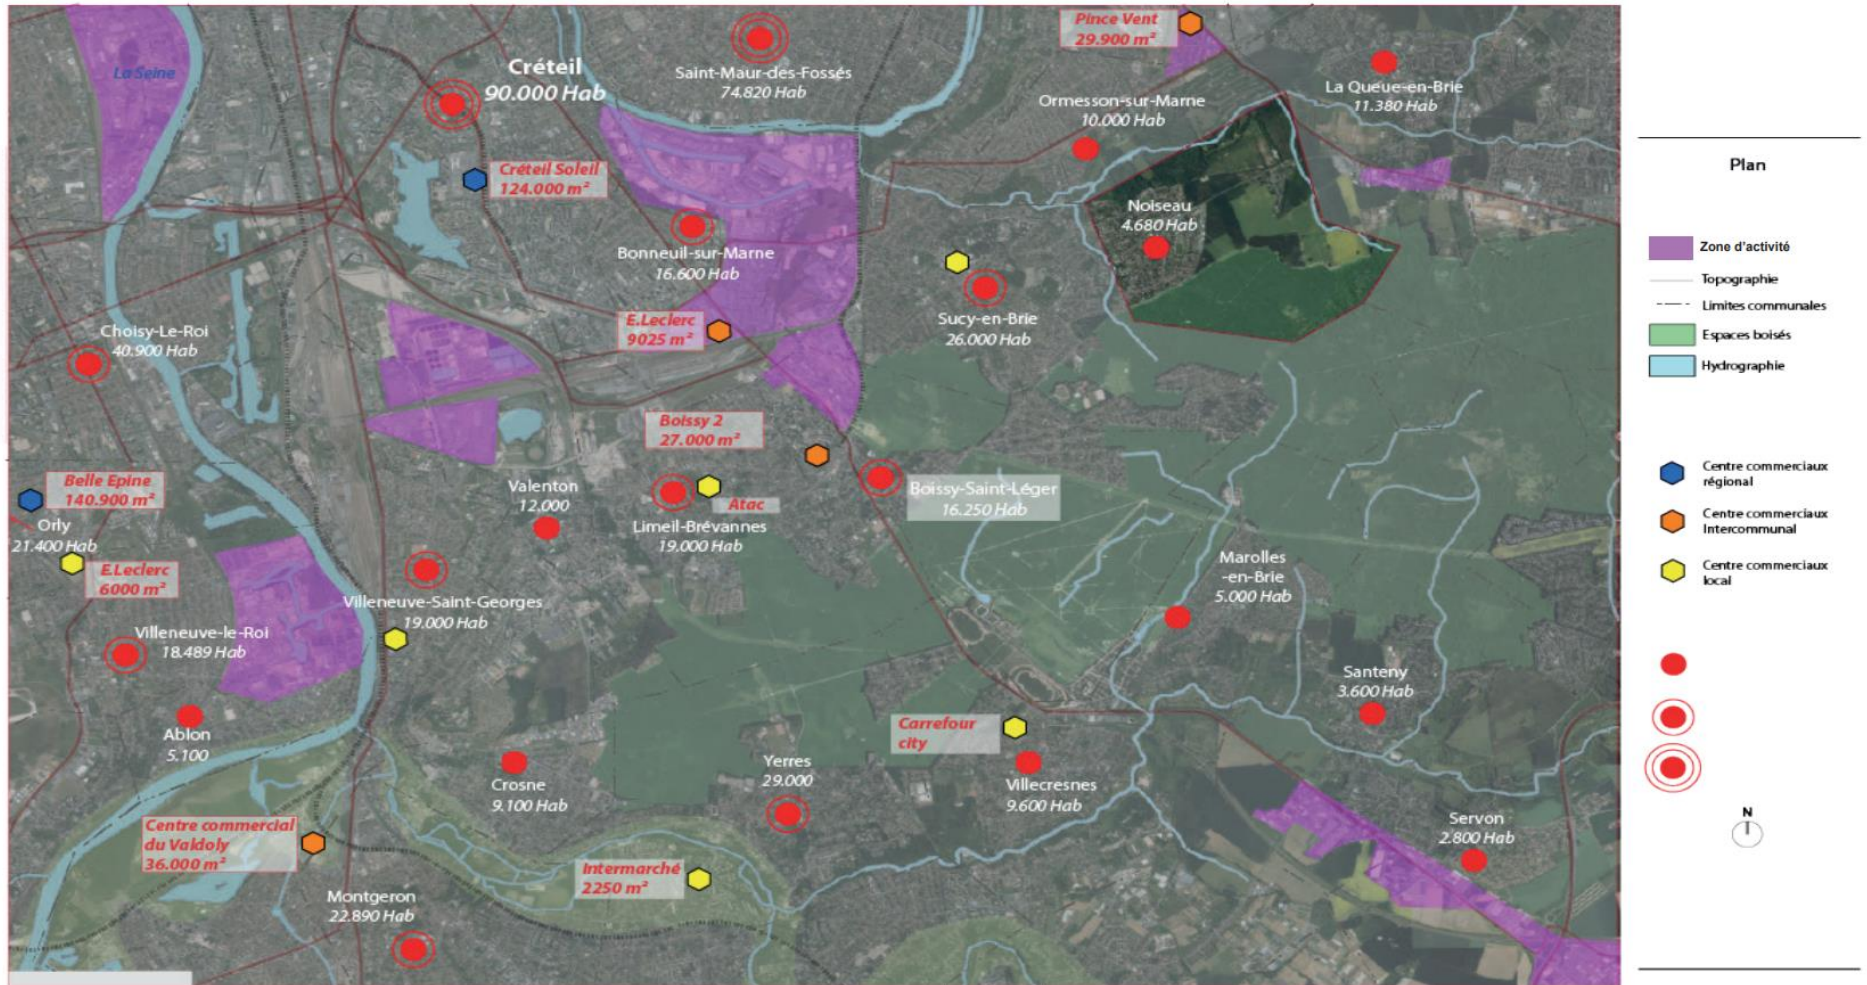 La Seine
Créteil
90.000 Hab
Saint-Maur-des-Fossés
74.820 Hab
Pince Vent
29.900 m²
La Queue-en-Brie
11.380 Hab
Ormesson-sur-Marne
10.000 Hab
Créteil Soleil
124.000 m²
Noiseau
4.680 Hab
Bonneuil-sur-Marne
16.600 Hab
Choisy-Le-Roi
40.900 Hab
E.Leclerc
9025 m²
Sucy-en-Brie
26.000 Hab
Boissy 2
27.000 m²
Belle Epine
140.900 m²
Orly
21.400 Hab
E.Leclerc
6000 m²
Valenton
12.000
Atac
Limeil-Brévannes
19.000 Hab
Boissy-Saint-Léger
16.250 Hab
Marolles
-en-Brie
5.000 Hab
Villeneuve-Saint-Georges
19.000 Hab
Villeneuve-le-Roi
18.489 Hab
Santeny
3.600 Hab
Ablon
5.100
Carrefour
city
Crosne
9.100 Hab
Yerres
29.000
Villecresnes
9.600 Hab
Centre commercial
du Valdoly
36.000 m²
Intermarché
2250 m²
Servon
2.800 Hab
Montgeron
22.890 Hab
Plan
Zone d'activité
Topographie
Limites communales
Espaces boisés
Hydrographie
Centre commerciaux
régional
Centre commerciaux
Intercommunal
Centre commerciaux
local
N